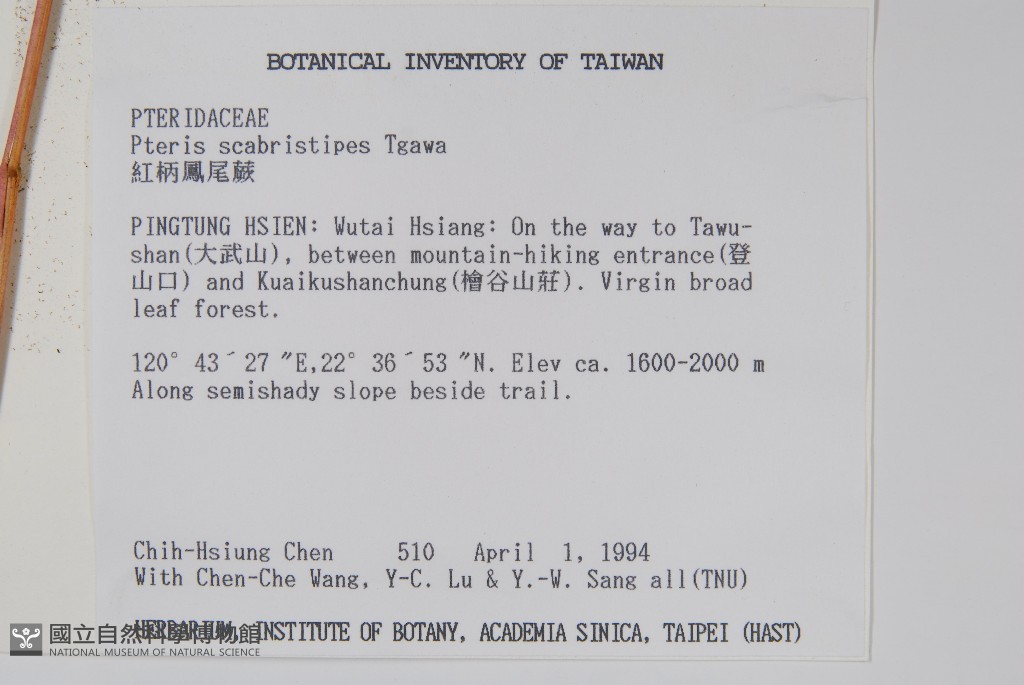 BOTANICAL INVENTORY OF TAIWAN
PTERIDACEAE
Pteris scabristipes Tgawa
紅柄鳳尾蕨
PINGTUNG HSIEN: Wutai Hsiang: On the way to Tawu-
shan(大武山), between mountain-hiking entrance(登
山口) and Kuaikushanchung(檜谷山莊). Virgin broad
leaf forest.
120° 43 ´ 27 ″E,22° 36 ´ 53 ″N. Elev ca. 1600-2000 m
Along semishady slope beside trail.
Chih-Hsiung Chen 510 April 1, 1994
With Chen-Che Wang, Y-C. Lu & Y.-W. Sang all(TNU)
HERBARIUM, INSTITUTE OF BOTANY, ACADEMIA SINICA, TAIPEI (HAST)
國立自然科學博物館
NATIONAL MUSEUM OF NATURAL SCIENCE